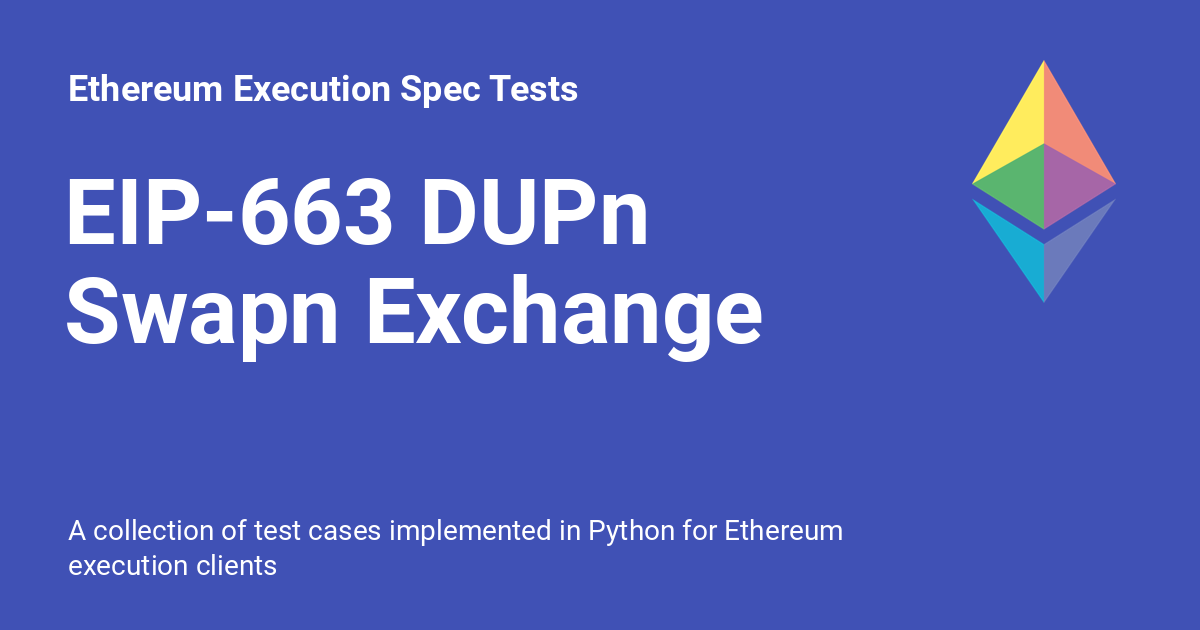 Ethereum Execution Spec Tests
EIP-663 DUPn
Swapn Exchange
A collection of test cases implemented in Python for Ethereum
execution clients